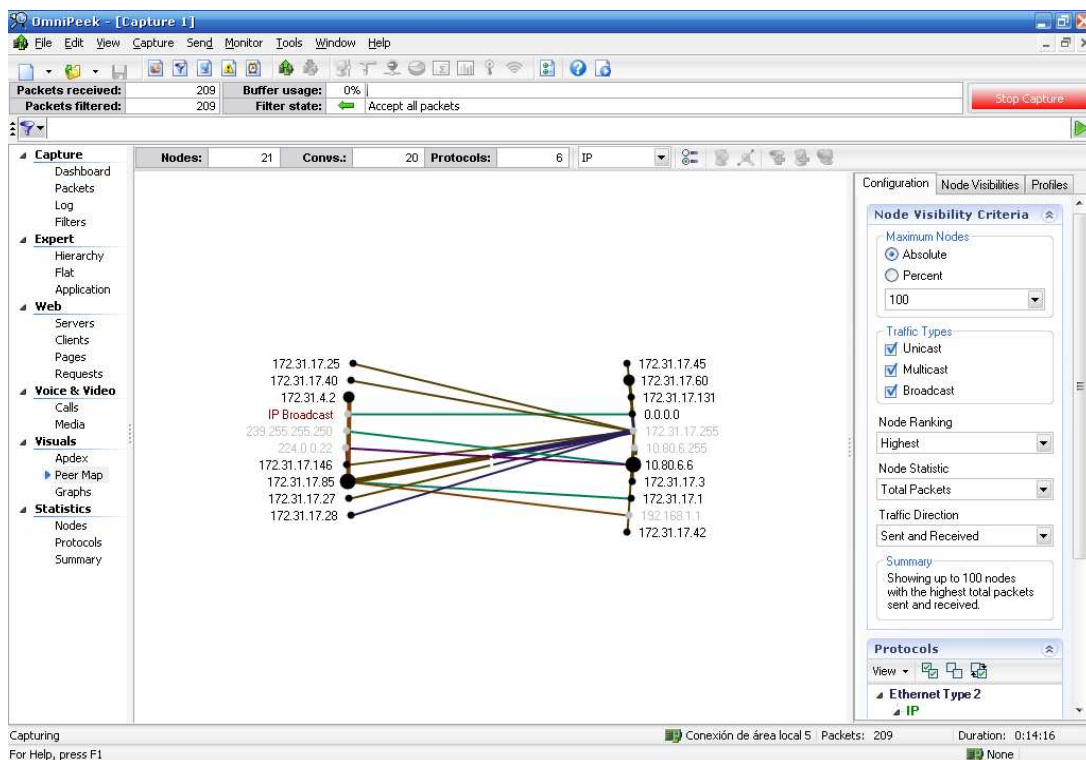 OmniPeek - [Capture 1]
File Edit View Capture Send Monitor Tools Window Help
Packets received: 209 Buffer usage: 0%
Packets filtered: 209 Filter state: Accept all packets
Stop Capture
Capture
Dashboard
Packets
Log
Filters
Expert
Hierarchy
Flat
Application
Web
Servers
Clients
Pages
Requests
Voice & Video
Calls
Media
Visuals
Apdex
Peer Map
Graphs
Statistics
Nodes
Protocols
Summary
Nodes: 21 Convs.: 20 Protocols: 6 IP
172.31.17.25
172.31.17.40
172.31.4.2
IP Broadcast
239.255.255.250
224.0.0.22
172.31.17.146
172.31.17.85
172.31.17.27
172.31.17.28
172.31.17.45
172.31.17.60
172.31.17.131
0.0.0.0
172.31.17.255
10.80.6.255
10.80.6.6
172.31.17.3
172.31.17.1
192.168.1.1
172.31.17.42
Configuration Node Visibilities Profiles
Node Visibility Criteria
Maximum Nodes
Absolute
Percent
100
Traffic Types
Unicast
Multicast
Broadcast
Node Ranking
Highest
Node Statistic
Total Packets
Traffic Direction
Sent and Received
Summary
Showing up to 100 nodes
with the highest total packets
sent and received.
Protocols
View
Ethernet Type 2
IP
Capturing Conexión de área local 5 Packets: 209 Duration: 0:14:16
For Help, press F1 None